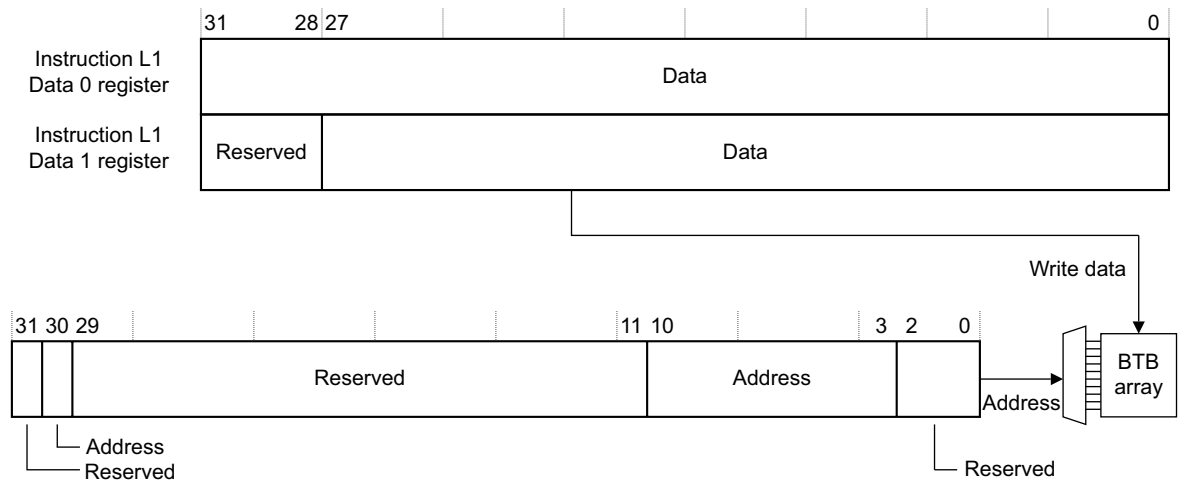 31 28 27 0
Instruction L1
Data 0 register
Data
Instruction L1
Data 1 register
Reserved
Data
Write data
31 30 29 11 10 3 2 0
Reserved
Address
Address
BTB
array
Address
Reserved
Reserved